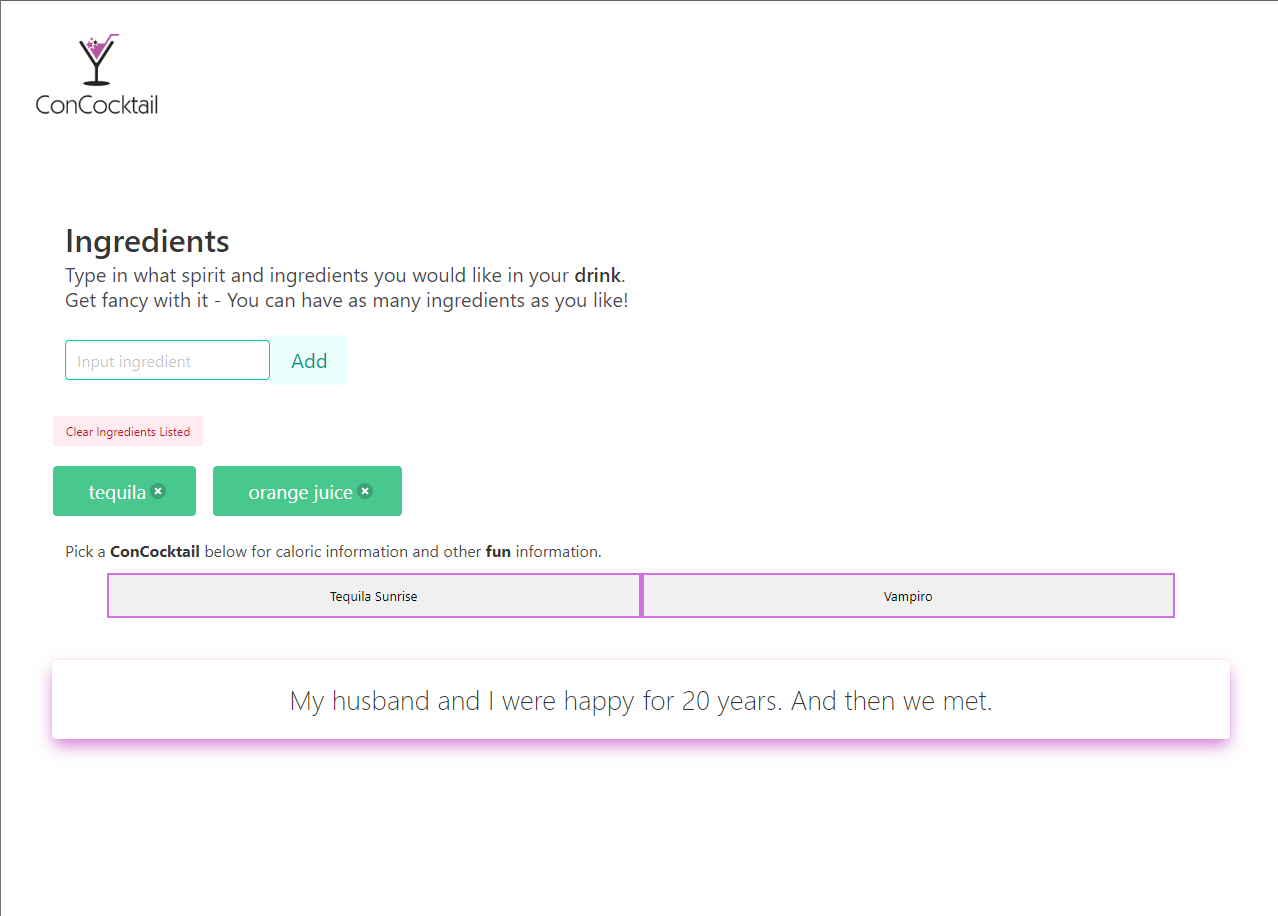 ConCocktail
Ingredients
Type in what spirit and ingredients you would like in your drink.
Get fancy with it - You can have as many ingredients as you like!
Input ingredient
Add
Clear Ingredients Listed
tequila
orange juice
Pick a ConCocktail below for caloric information and other fun information.
Tequila Sunrise
Vampiro
My husband and I were happy for 20 years. And then we met.